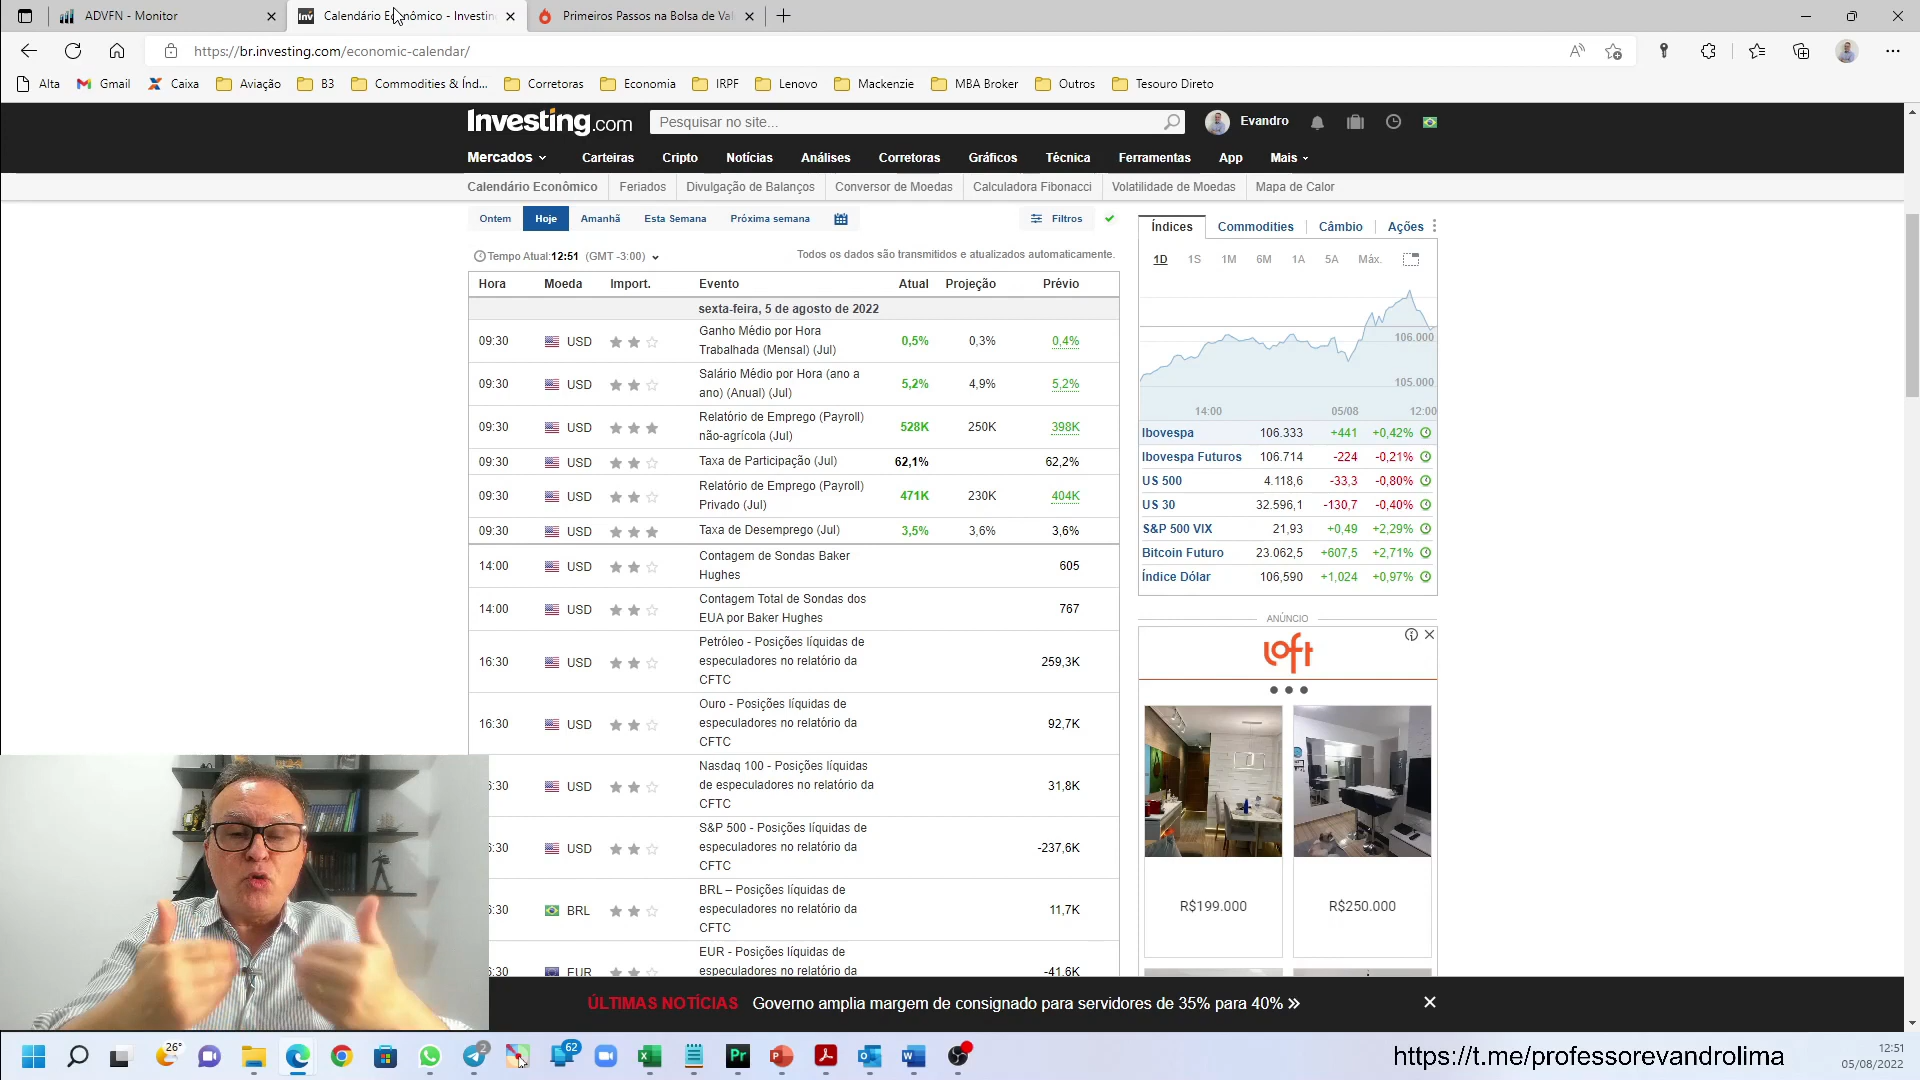 ADVFN - Monitor
Calendário Econômico - Investin
Primeiros Passos na Bolsa de Val
https://br.investing.com/economic-calendar/
Alta Gmail Caixa Aviação B3 Commodities & Índ... Corretoras Economia IRPF Lenovo Mackenzie MBA Broker Outros Tesouro Direto
Investing.com
Pesquisar no site...
Evandro
Mercados Carteiras Cripto Notícias Análises Corretoras Gráficos Técnica Ferramentas App Mais
Calendário Econômico Feriados Divulgação de Balanços Conversor de Moedas Calculadora Fibonacci Volatilidade de Moedas Mapa de Calor
Ontem Hoje Amanhã Esta Semana Próxima semana Filtros
Tempo Atual:12:51 (GMT -3:00)
Todos os dados são transmitidos e atualizados automaticamente.
Hora Moeda Import. Evento Atual Projeção Prévio
sexta-feira, 5 de agosto de 2022
09:30 USD Ganho Médio por Hora
Trabalhada (Mensal) (Jul) 0,5% 0,3% 0,4%
09:30 USD Salário Médio por Hora (ano a
ano) (Anual) (Jul) 5,2% 4,9% 5,2%
09:30 USD Relatório de Emprego (Payroll)
não-agrícola (Jul) 528K 250K 398K
09:30 USD Taxa de Participação (Jul) 62,1% 62,2%
09:30 USD Relatório de Emprego (Payroll)
Privado (Jul) 471K 230K 404K
09:30 USD Taxa de Desemprego (Jul) 3,5% 3,6% 3,6%
14:00 USD Contagem de Sondas Baker
Hughes 605
14:00 USD Contagem Total de Sondas dos
EUA por Baker Hughes 767
16:30 USD Petróleo - Posições líquidas de
especuladores no relatório da
CFTC 259,3K
16:30 USD Ouro - Posições líquidas de
especuladores no relatório da
CFTC 92,7K
6:30 USD Nasdaq 100 - Posições líquidas
de especuladores no relatório da
CFTC 31,8K
6:30 USD S&P 500 - Posições líquidas de
especuladores no relatório da
CFTC -237,6K
6:30 BRL BRL – Posições líquidas de
especuladores no relatório da
CFTC 11,7K
6:30 EUR EUR - Posições líquidas de
especuladores no relatório da -41,6K
Índices Commodities Câmbio Ações
1D 1S 1M 6M 1A 5A Máx.
106.000
105.000
14:00 05/08 12:00
Ibovespa 106.333 +441 +0,42%
Ibovespa Futuros 106.714 -224 -0,21%
US 500 4.118,6 -33,3 -0,80%
US 30 32.596,1 -130,7 -0,40%
S&P 500 VIX 21,93 +0,49 +2,29%
Bitcoin Futuro 23.062,5 +607,5 +2,71%
Índice Dólar 106,590 +1,024 +0,97%
ANÚNCIO
loft
R$199.000 R$250.000
ÚLTIMAS NOTÍCIAS Governo amplia margem de consignado para servidores de 35% para 40% »
26°
2
62
https://t.me/professorevandrolima
12:51
05/08/2022